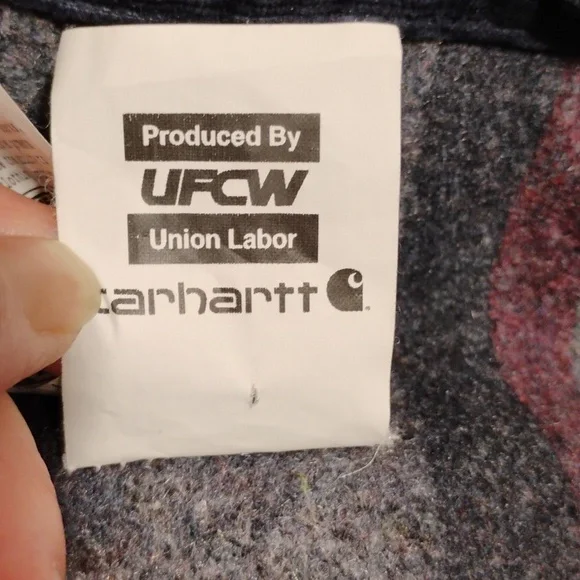 Produced By
UFCW
Union Labor
carhartt